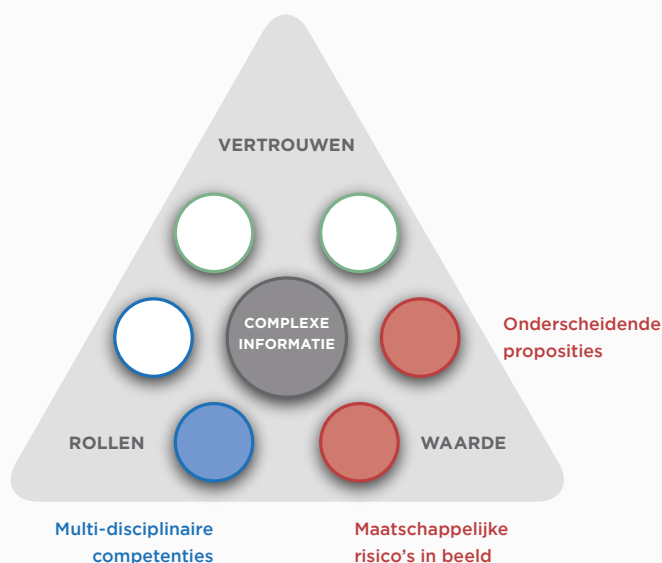 VERTROUWEN
COMPLEXE
INFORMATIE
Onderscheidende
proposities
ROLLEN
WAARDE
Multi-disciplinaire
competenties
Maatschappelijke
risico’s in beeld